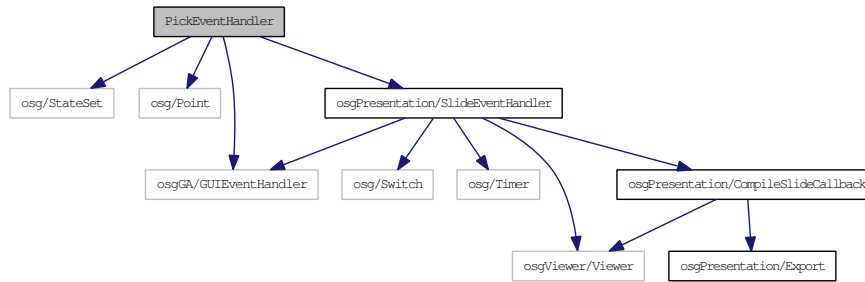 PickEventHandler
osg/StateSet
osg/Point
osgPresentation/SlideEventHandler
osgGA/GUIEventHandler
osg/Switch
osg/Timer
osgPresentation/CompileSlideCallback
osgViewer/Viewer
osgPresentation/Export